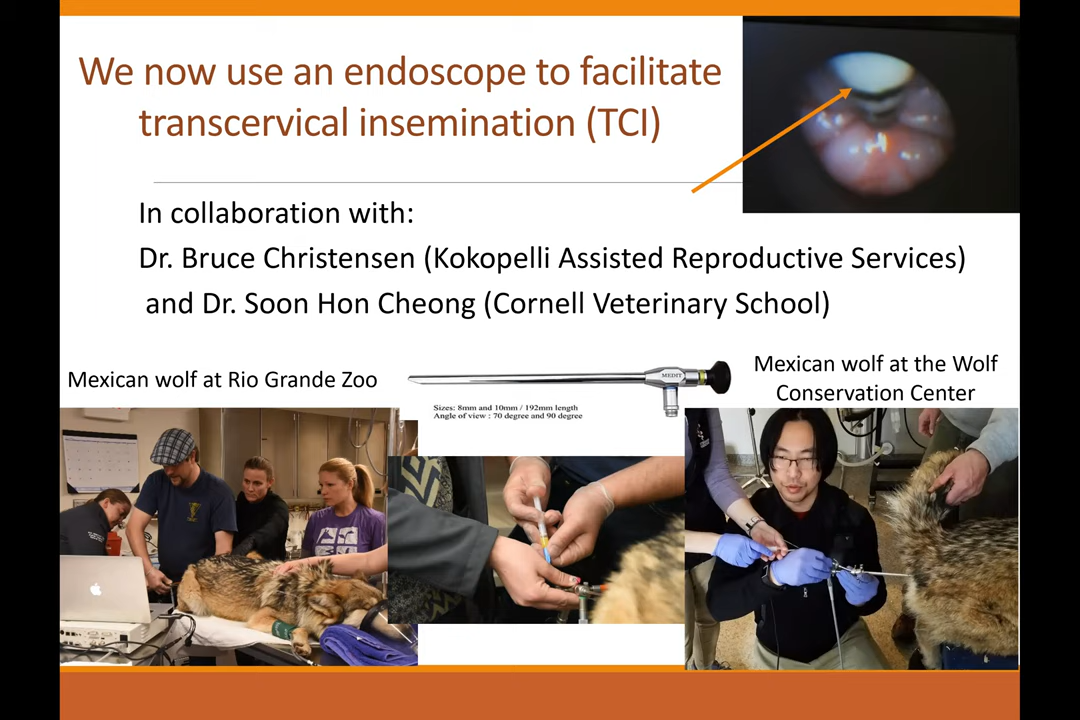 We now use an endoscope to facilitate
transcervical insemination (TCI)
In collaboration with:
Dr. Bruce Christensen (Kokopelli Assisted Reproductive Services)
and Dr. Soon Hon Cheong (Cornell Veterinary School)
Mexican wolf at Rio Grande Zoo
MEDIT
Sizes: 8mm and 10mm / 192mm length
Angle of view : 70 degree and 90 degree
Mexican wolf at the Wolf
Conservation Center